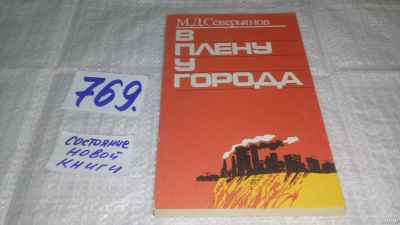 769.
состояние
новой
книги
М.Д.Северьянов
В
ПЛЕНУ
У
ГОРОДА